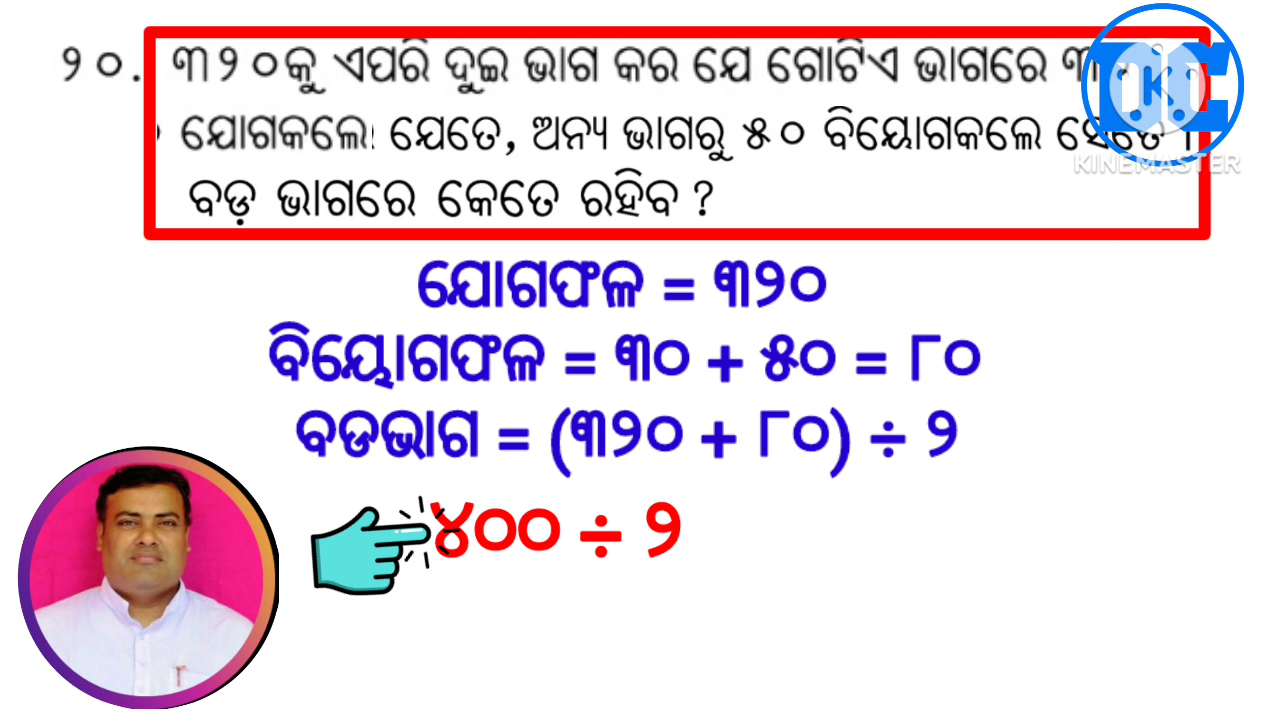 ୨୦. ୩୨୦କୁ ଏପରି ଦୁଇ ଭାଗ କର ଯେ ଗୋଟିଏ ଭାଗରେ
ଯୋଗକଲେ ଯେତେ, ଅନ୍ୟ ଭାଗରୁ ୫୦ ବିୟୋଗକଲେ ସେତେ ।
ବଡ଼ ଭାଗରେ କେତେ ରହିବ ?
KINEMASTER
ଯୋଗଫଳ = ୩୨୦
ବିୟୋଗଫଳ = ୩୦ + ୫୦ = ୮୦
ବଡଭାଗ = (୩୨୦ + ୮୦) ÷ ୨
୪୦୦ ÷ ୨